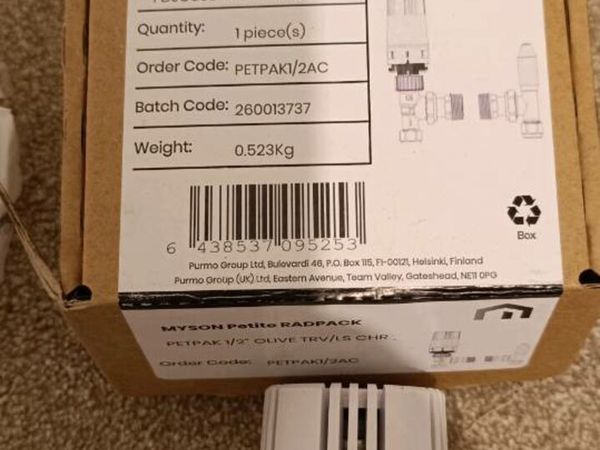 Quantity: 1 piece(s)
Order Code: PETPAK1/2AC
Batch Code: 260013737
Weight: 0.523Kg
6 438537 095253
Box
Purmo Group Ltd, Bulevardi 46, P.O. Box 115, FI-00121, Helsinki, Finland
Purmo Group (UK) Ltd, Eastern Avenue, Team Valley, Gateshead, NE11 0PG
MYSON Petite RADPACK
PETPAK 1/2" OLIVE TRV/LS CHR
Order Code: PETPAK1/2AC